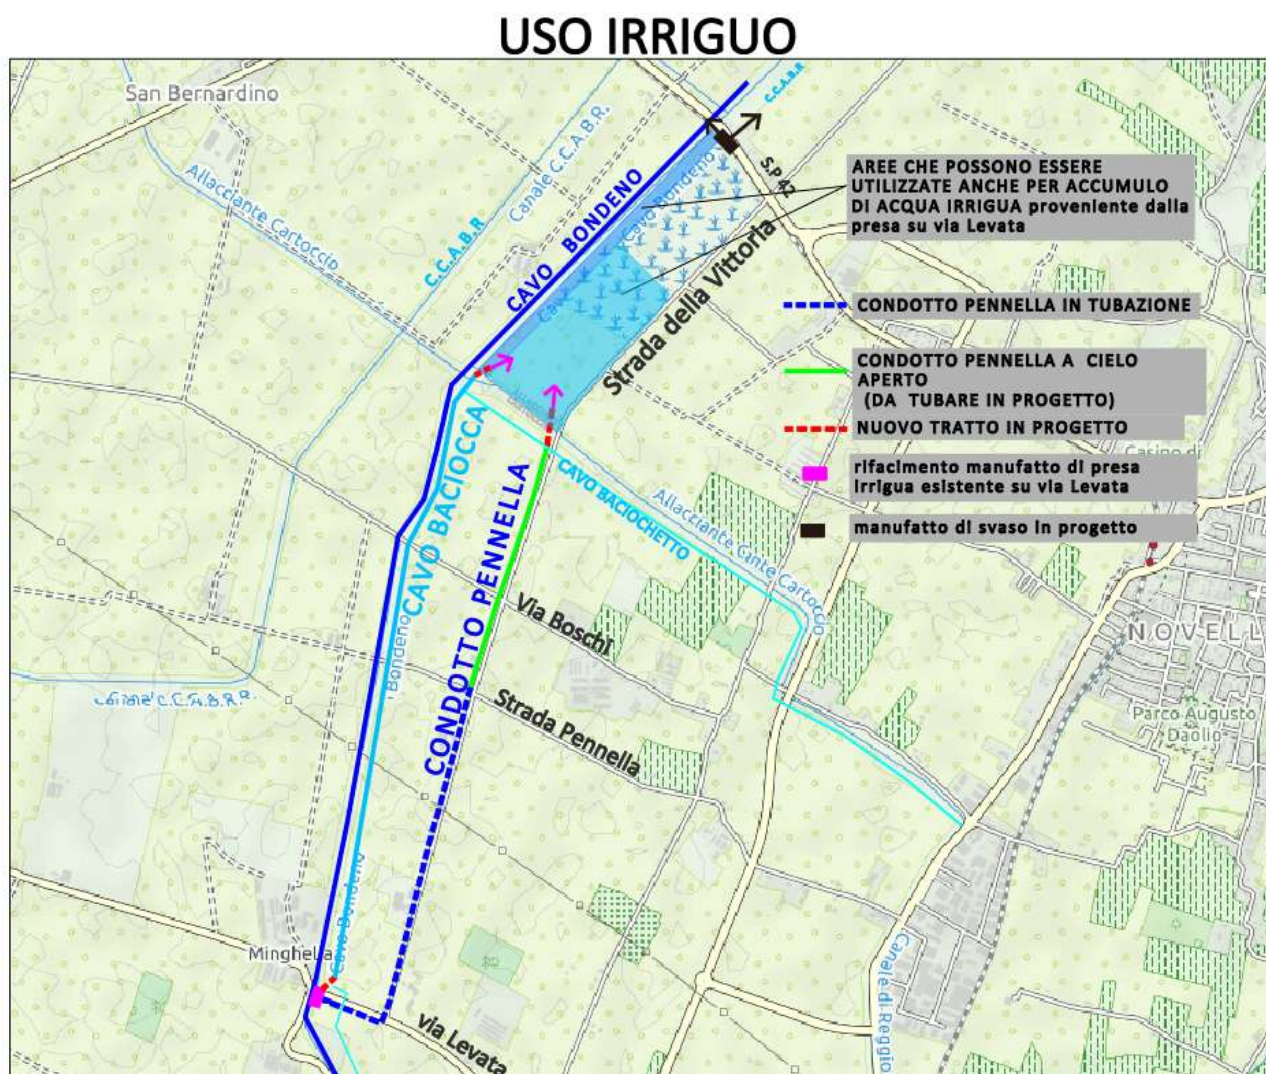 USO IRRIGUO
San Bernardino
Allacciante Cartoccio
C.C.A.B.R
Canale C.C.A.B.R.
CAVO BONDENO
C.C.A.B.R
S.P 42
Strada della Vittoria
AREE CHE POSSONO ESSERE
UTILIZZATE ANCHE PER ACCUMULO
DI ACQUA IRRIGUA proveniente dalla
presa su via Levata
CONDOTTO PENNELLA IN TUBAZIONE
CONDOTTO PENNELLA A CIELO
APERTO
(DA TUBARE IN PROGETTO)
NUOVO TRATTO IN PROGETTO
rifacimento manufatto di presa
irrigua esistente su via Levata
manufatto di svaso in progetto
CAVO BACIOCCA
CONDOTTO PENNELLA
CAVO BACIOCHETTO
Allacciante Cinte Cartoccio
Via Boschi
Bondeno
Canale C.C.A.B.R.
Strada Pennella
NOVELL
Parco Augusto
Daolio
Cavo Bondeno
Minghella
via Levata
Canale di Reggio